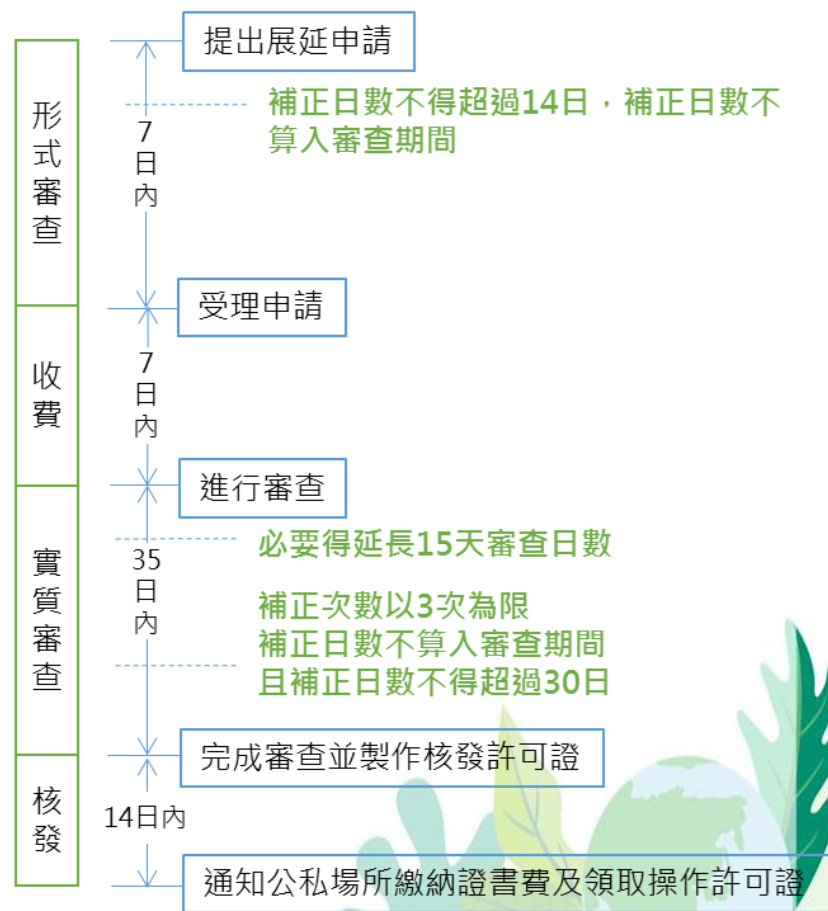 提出展延申請
形式審查
7日內
補正日數不得超過14日，補正日數不
算入審查期間
受理申請
收費
7日內
進行審查
實質審查
35日內
必要得延長15天審查日數
補正次數以3次為限
補正日數不算入審查期間
且補正日數不得超過30日
完成審查並製作核發許可證
核發
14日內
通知公私場所繳納證書費及領取操作許可證